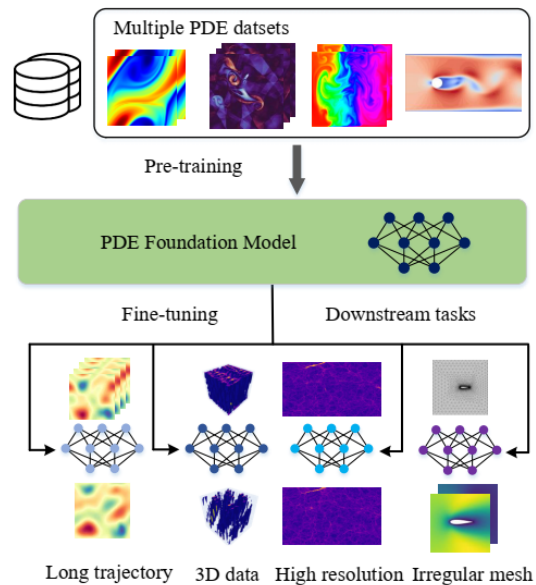 Multiple PDE datsets
Pre-training
PDE Foundation Model
Fine-tuning
Downstream tasks
Long trajectory
3D data
High resolution
Irregular mesh